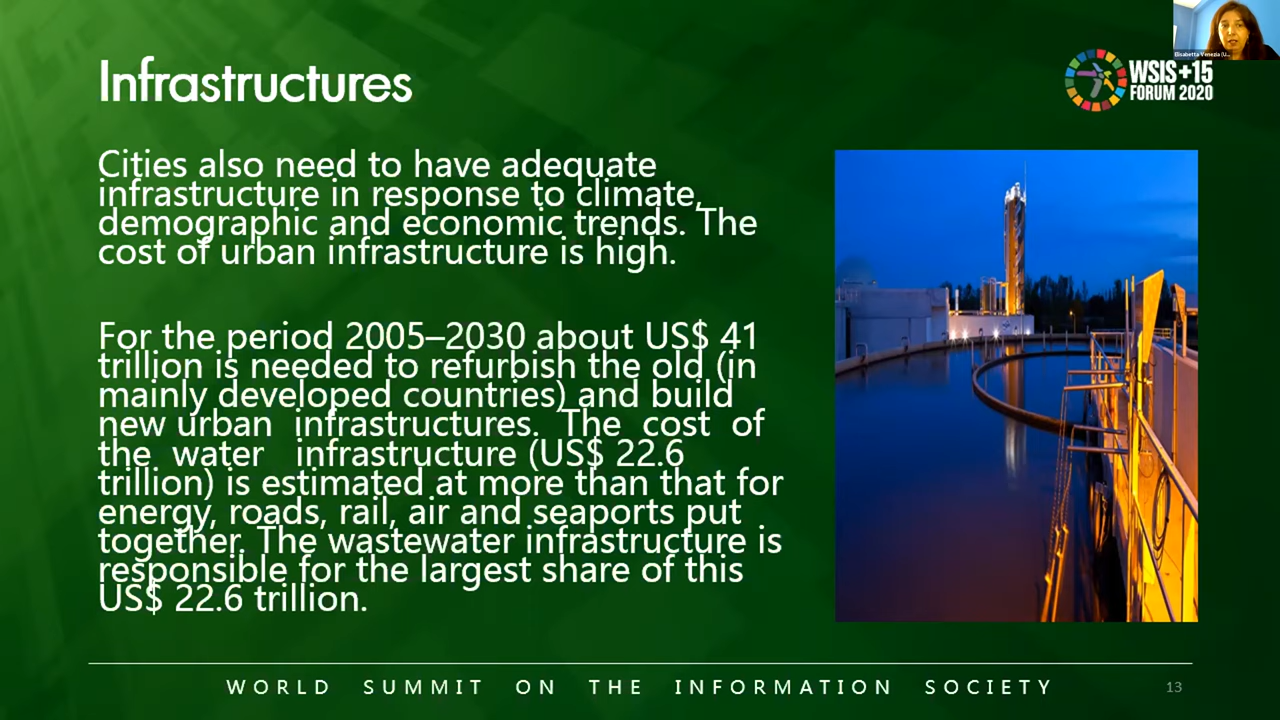 Infrastructures
Elisabetta Venezia (U...
WSIS+15
FORUM 2020
Cities also need to have adequate
infrastructure in response to climate,
demographic and economic trends. The
cost of urban infrastructure is high.
For the period 2005–2030 about US$ 41
trillion is needed to refurbish the old (in
mainly developed countries) and build
new urban infrastructures. The cost of
the water infrastructure (US$ 22.6
trillion) is estimated at more than that for
energy, roads, rail, air and seaports put
together. The wastewater infrastructure is
responsible for the largest share of this
US$ 22.6 trillion.
WORLD SUMMIT ON THE INFORMATION SOCIETY
13